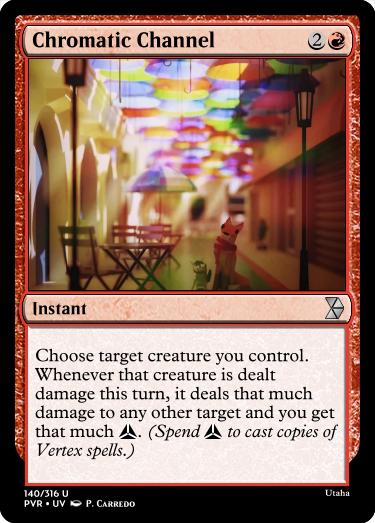 Chromatic Channel 2
Instant
Choose target creature you control.
Whenever that creature is dealt
damage this turn, it deals that much
damage to any other target and you get
that much . (Spend to cast copies of
Vertex spells.)
140/316 U
PVR • UV P. Carredo
Utaha